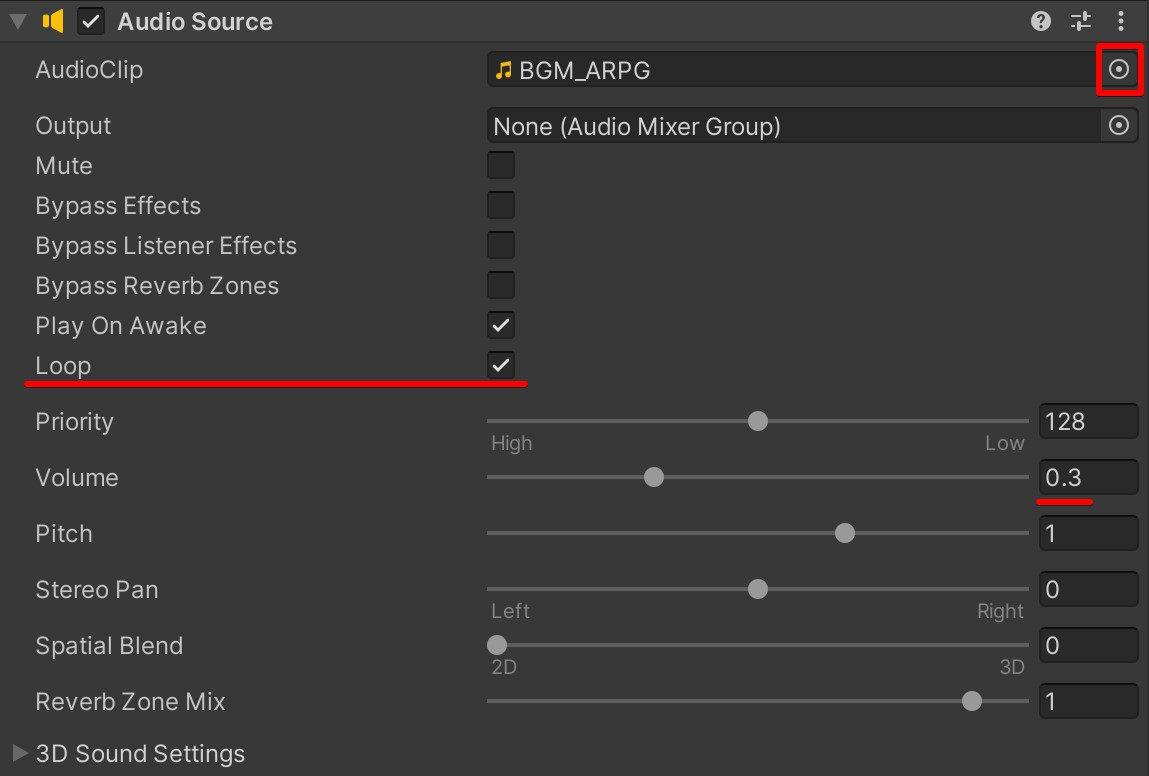 Audio Source
AudioClip BGM_ARPG
Output None (Audio Mixer Group)
Mute
Bypass Effects
Bypass Listener Effects
Bypass Reverb Zones
Play On Awake
Loop
Priority 128
High Low
Volume 0.3
Pitch 1
Stereo Pan 0
Left Right
Spatial Blend 0
2D 3D
Reverb Zone Mix 1
3D Sound Settings